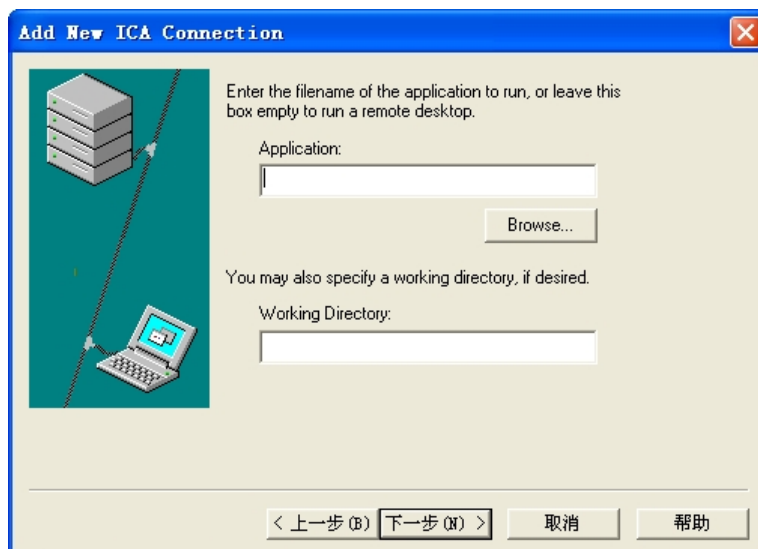 Add New ICA Connection
Enter the filename of the application to run, or leave this
box empty to run a remote desktop.
Application:
Browse...
You may also specify a working directory, if desired.
Working Directory:
< 上一步(B) 下一步(N) > 取消 帮助